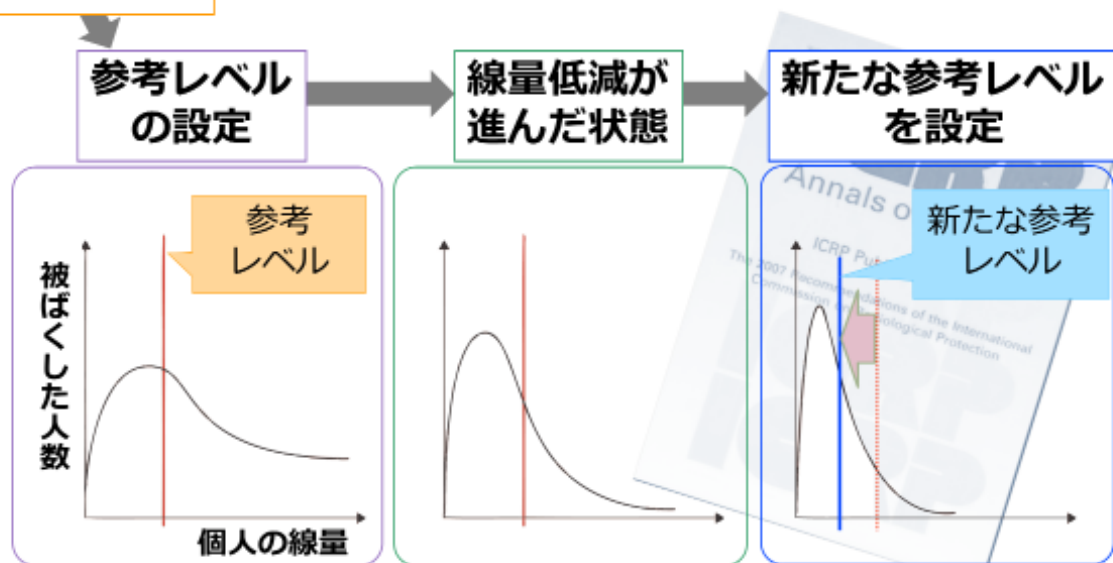 参考レベル
の設定
線量低減が
進んだ状態
新たな参考レベル
を設定
参考
レベル
被ばくした人数
個人の線量
新たな参考
レベル
Annals o
ICRP Pu
The 2007 Recommendations of the International
Commission on Radiological Protection
ICRP